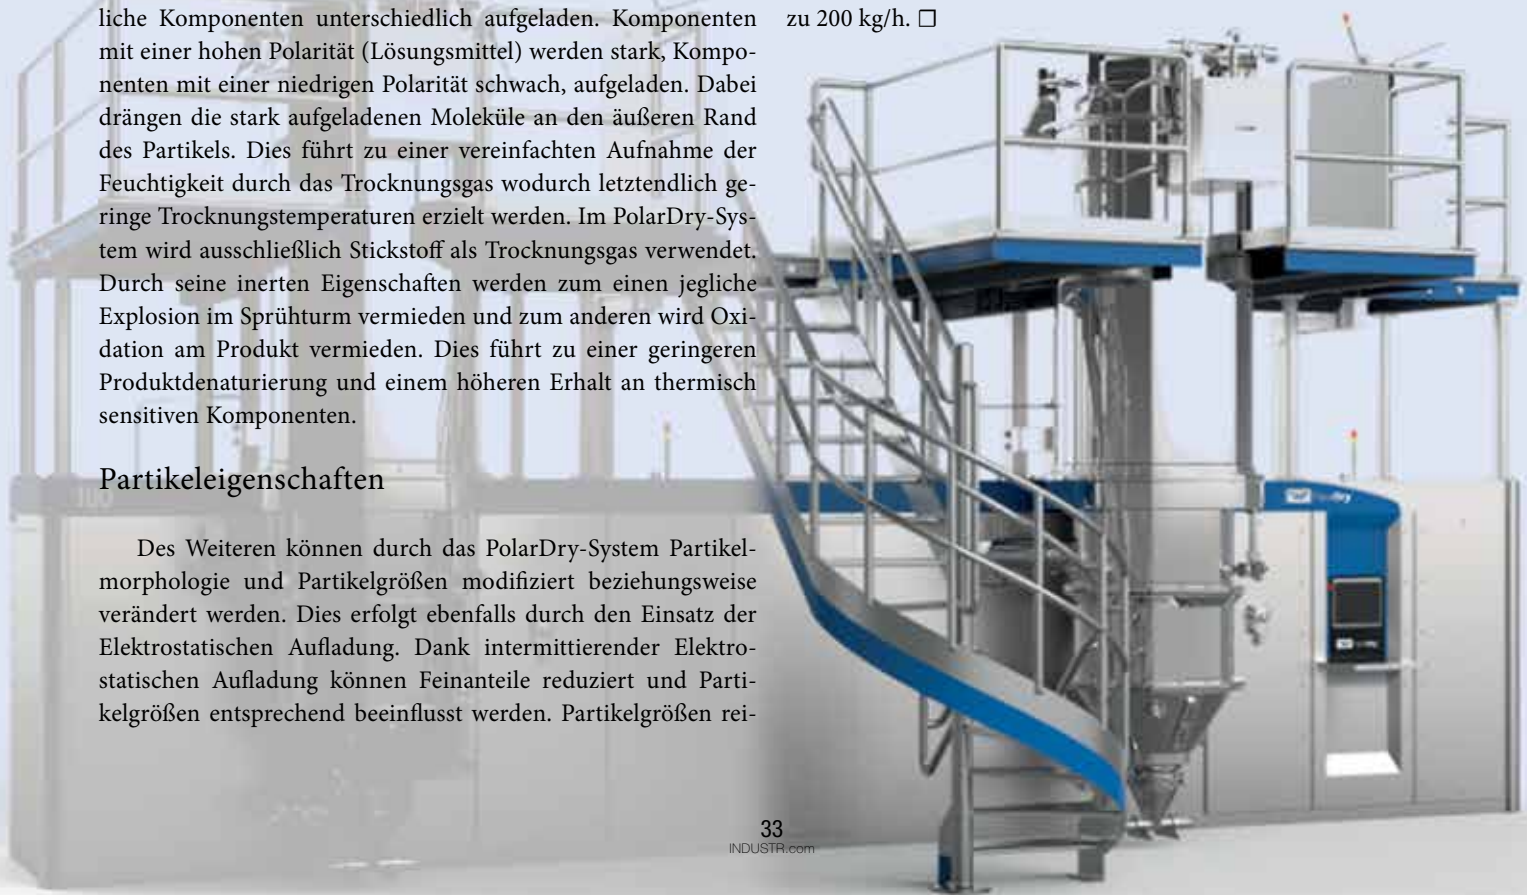 liche Komponenten unterschiedlich aufgeladen. Komponenten
mit einer hohen Polarität (Lösungsmittel) werden stark, Kompo-
nenten mit einer niedrigen Polarität schwach, aufgeladen. Dabei
drängen die stark aufgeladenen Moleküle an den äußeren Rand
des Partikels. Dies führt zu einer vereinfachten Aufnahme der
Feuchtigkeit durch das Trocknungsgas wodurch letztendlich ge-
ringe Trocknungstemperaturen erzielt werden. Im PolarDry-Sys-
tem wird ausschließlich Stickstoff als Trocknungsgas verwendet.
Durch seine inerten Eigenschaften werden zum einen jegliche
Explosion im Sprühturm vermieden und zum anderen wird Oxi-
dation am Produkt vermieden. Dies führt zu einer geringeren
Produktdenaturierung und einem höheren Erhalt an thermisch
sensitiven Komponenten.
Partikeleigenschaften
Des Weiteren können durch das PolarDry-System Partikel-
morphologie und Partikelgrößen modifiziert beziehungsweise
verändert werden. Dies erfolgt ebenfalls durch den Einsatz der
Elektrostatischen Aufladung. Dank intermittierender Elektro-
statischen Aufladung können Feinanteile reduziert und Parti-
kelgrößen entsprechend beeinflusst werden. Partikelgrößen rei-
zu 200 kg/h. ❒
33
INDUSTR.com